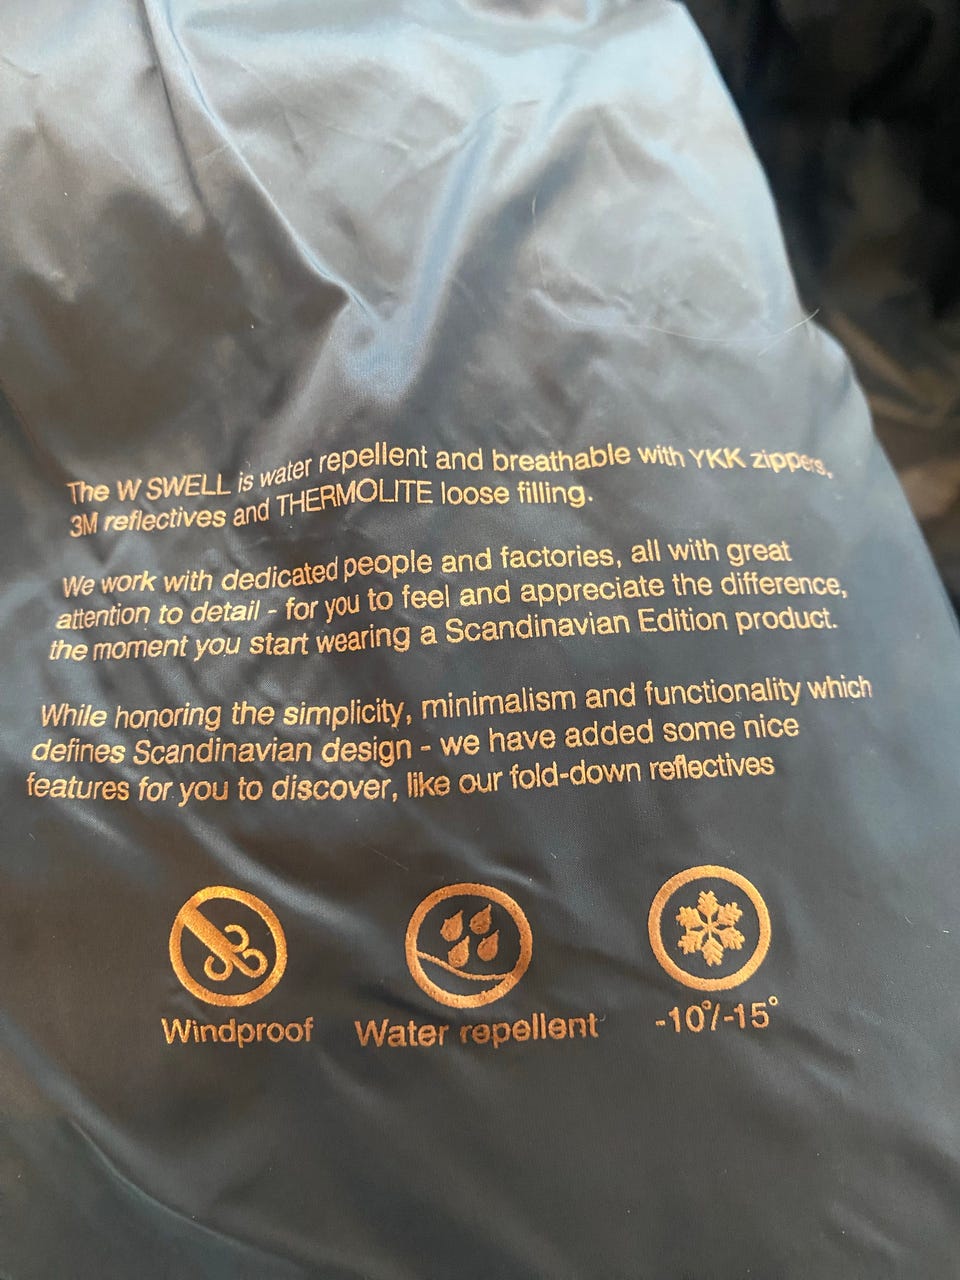 The W SWELL is water repellent and breathable with YKK zippers,
3M reflectives and THERMOLITE loose filling.
We work with dedicated people and factories, all with great
attention to detail - for you to feel and appreciate the difference,
the moment you start wearing a Scandinavian Edition product.
While honoring the simplicity, minimalism and functionality which
defines Scandinavian design - we have added some nice
features for you to discover, like our fold-down reflectives
Windproof
Water repellent
-10°/-15°